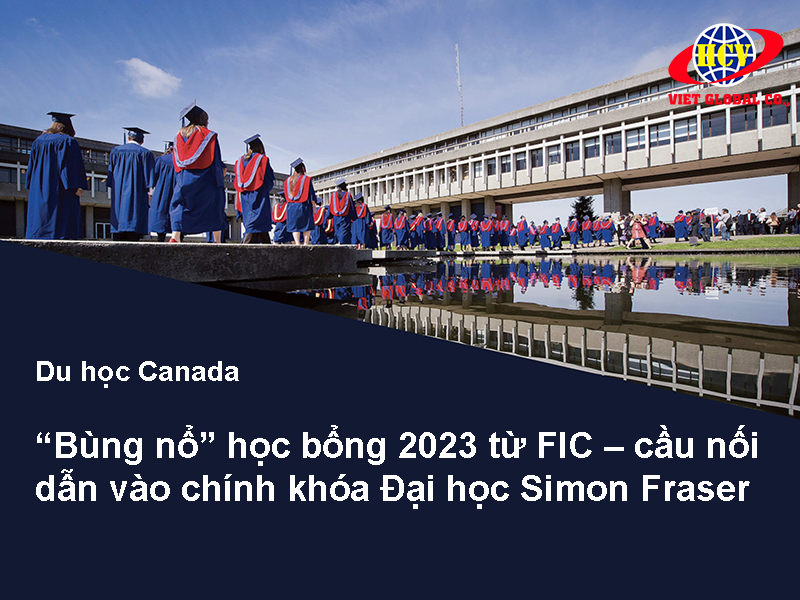 HCV
VIET GLOBAL CO.,
Du học Canada
“Bùng nổ” học bổng 2023 từ FIC – cầu nối
dẫn vào chính khóa Đại học Simon Fraser